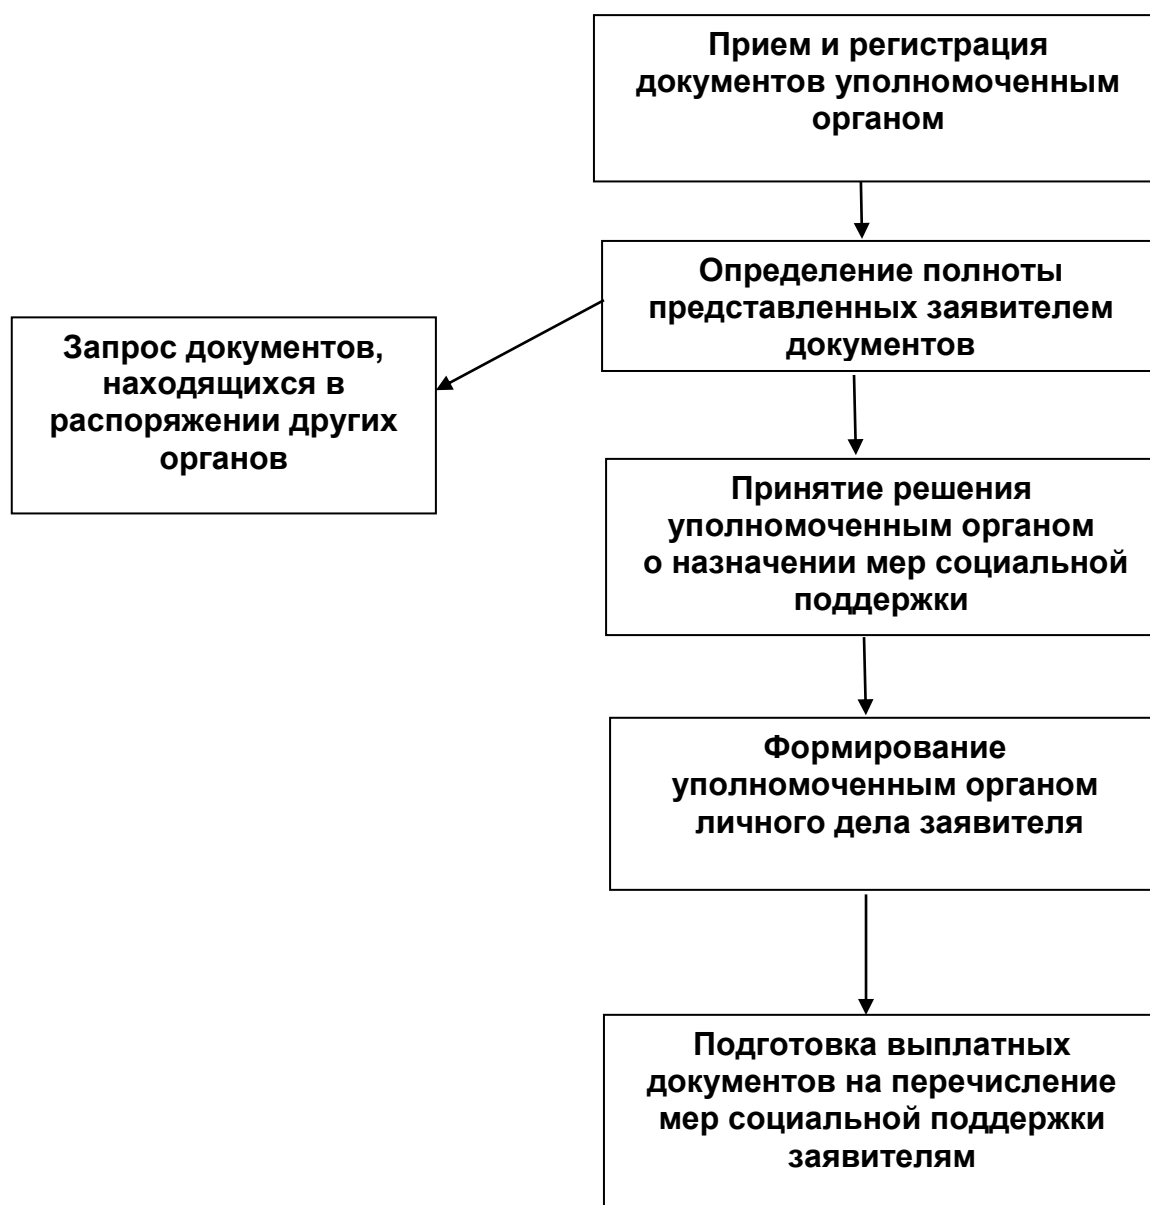 Прием и регистрация
документов уполномоченным
органом
Определение полноты
представленных заявителем
документов
Запрос документов,
находящихся в
распоряжении других
органов
Принятие решения
уполномоченным органом
о назначении мер социальной
поддержки
Формирование
уполномоченным органом
личного дела заявителя
Подготовка выплатных
документов на перечисление
мер социальной поддержки
заявителям